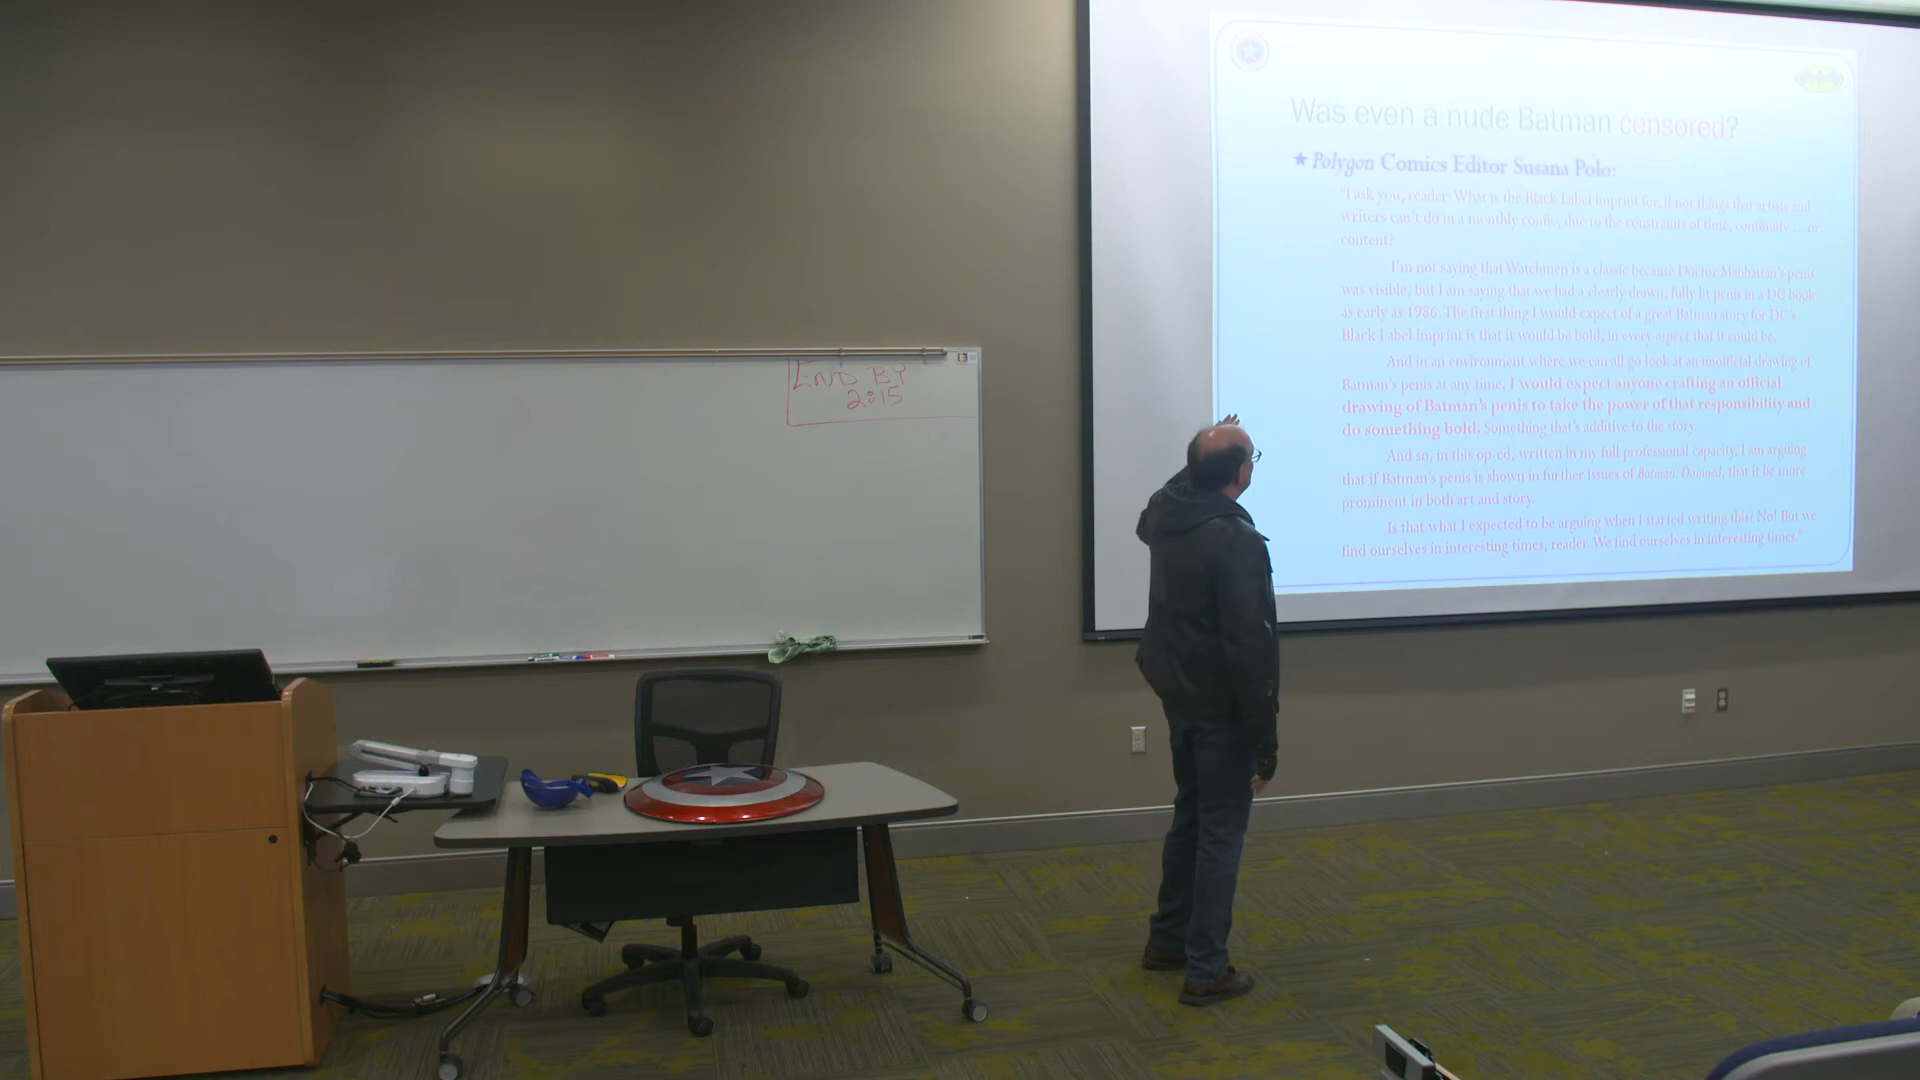 END BY
2:15
Was even a nude Batman censored?
★ Polygon Comics Editor Susana Polo:
"I ask you, reader: What is the Black Label imprint for, if not things that artists and
writers can't do in a monthly comic, due to the constraints of time, continuity . . . or
content?
I'm not saying that Watchmen is a classic because Doctor Manhattan's penis
was visible, but I am saying that we had a clearly drawn, fully lit penis in a DC book
as early as 1986. The first thing I would expect of a great Batman story for DC's
Black Label imprint is that it would be bold, in every aspect that it could be.
And in an environment where we can all go look at an unofficial drawing of
Batman's penis at any time, I would expect anyone crafting an official
drawing of Batman's penis to take the power of that responsibility and
do something bold. Something that's additive to the story.
And so, in this op-ed, written in my full professional capacity, I am arguing
that if Batman's penis is shown in further issues of Batman: Damned, that it be more
prominent in both art and story.
Is that what I expected to be arguing when I started writing this? No! But we
find ourselves in interesting times, reader. We find ourselves in interesting times."